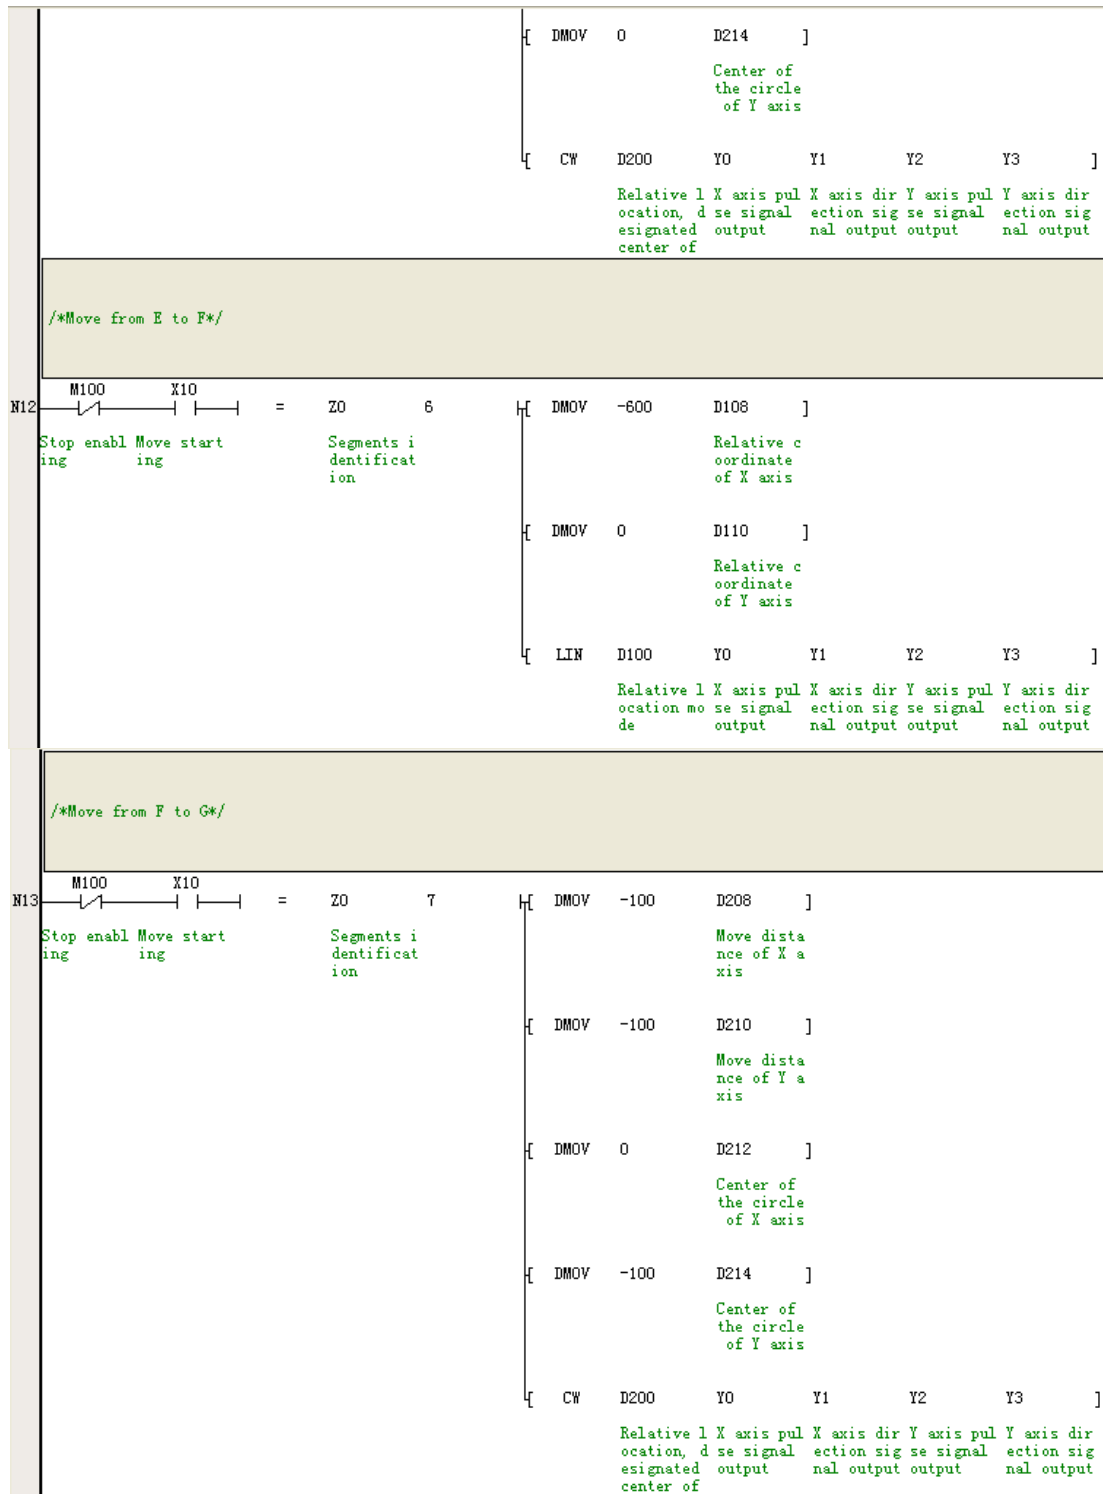 [ DMOV 0 D214 ]
Center of
the circle
of Y axis
[ CW D200 Y0 Y1 Y2 Y3 ]
Relative l X axis pul X axis dir Y axis pul Y axis dir
ocation, d se signal ection sig se signal ection sig
esignated output nal output output nal output
center of
/*Move from E to F*/
M100 X10
N12 = Z0 6 [ DMOV -600 D108 ]
Stop enabl Move start Segments i Relative c
ing ing dentificat oordinate
ion of X axis
[ DMOV 0 D110 ]
Relative c
oordinate
of Y axis
[ LIN D100 Y0 Y1 Y2 Y3 ]
Relative l X axis pul X axis dir Y axis pul Y axis dir
ocation mo se signal ection sig se signal ection sig
de output nal output output nal output
/*Move from F to G*/
M100 X10
N13 = Z0 7 [ DMOV -100 D208 ]
Stop enabl Move start Segments i Move dista
ing ing dentificat nce of X a
ion xis
[ DMOV -100 D210 ]
Move dista
nce of Y a
xis
[ DMOV 0 D212 ]
Center of
the circle
of X axis
[ DMOV -100 D214 ]
Center of
the circle
of Y axis
[ CW D200 Y0 Y1 Y2 Y3 ]
Relative l X axis pul X axis dir Y axis pul Y axis dir
ocation, d se signal ection sig se signal ection sig
esignated output nal output output nal output
center of